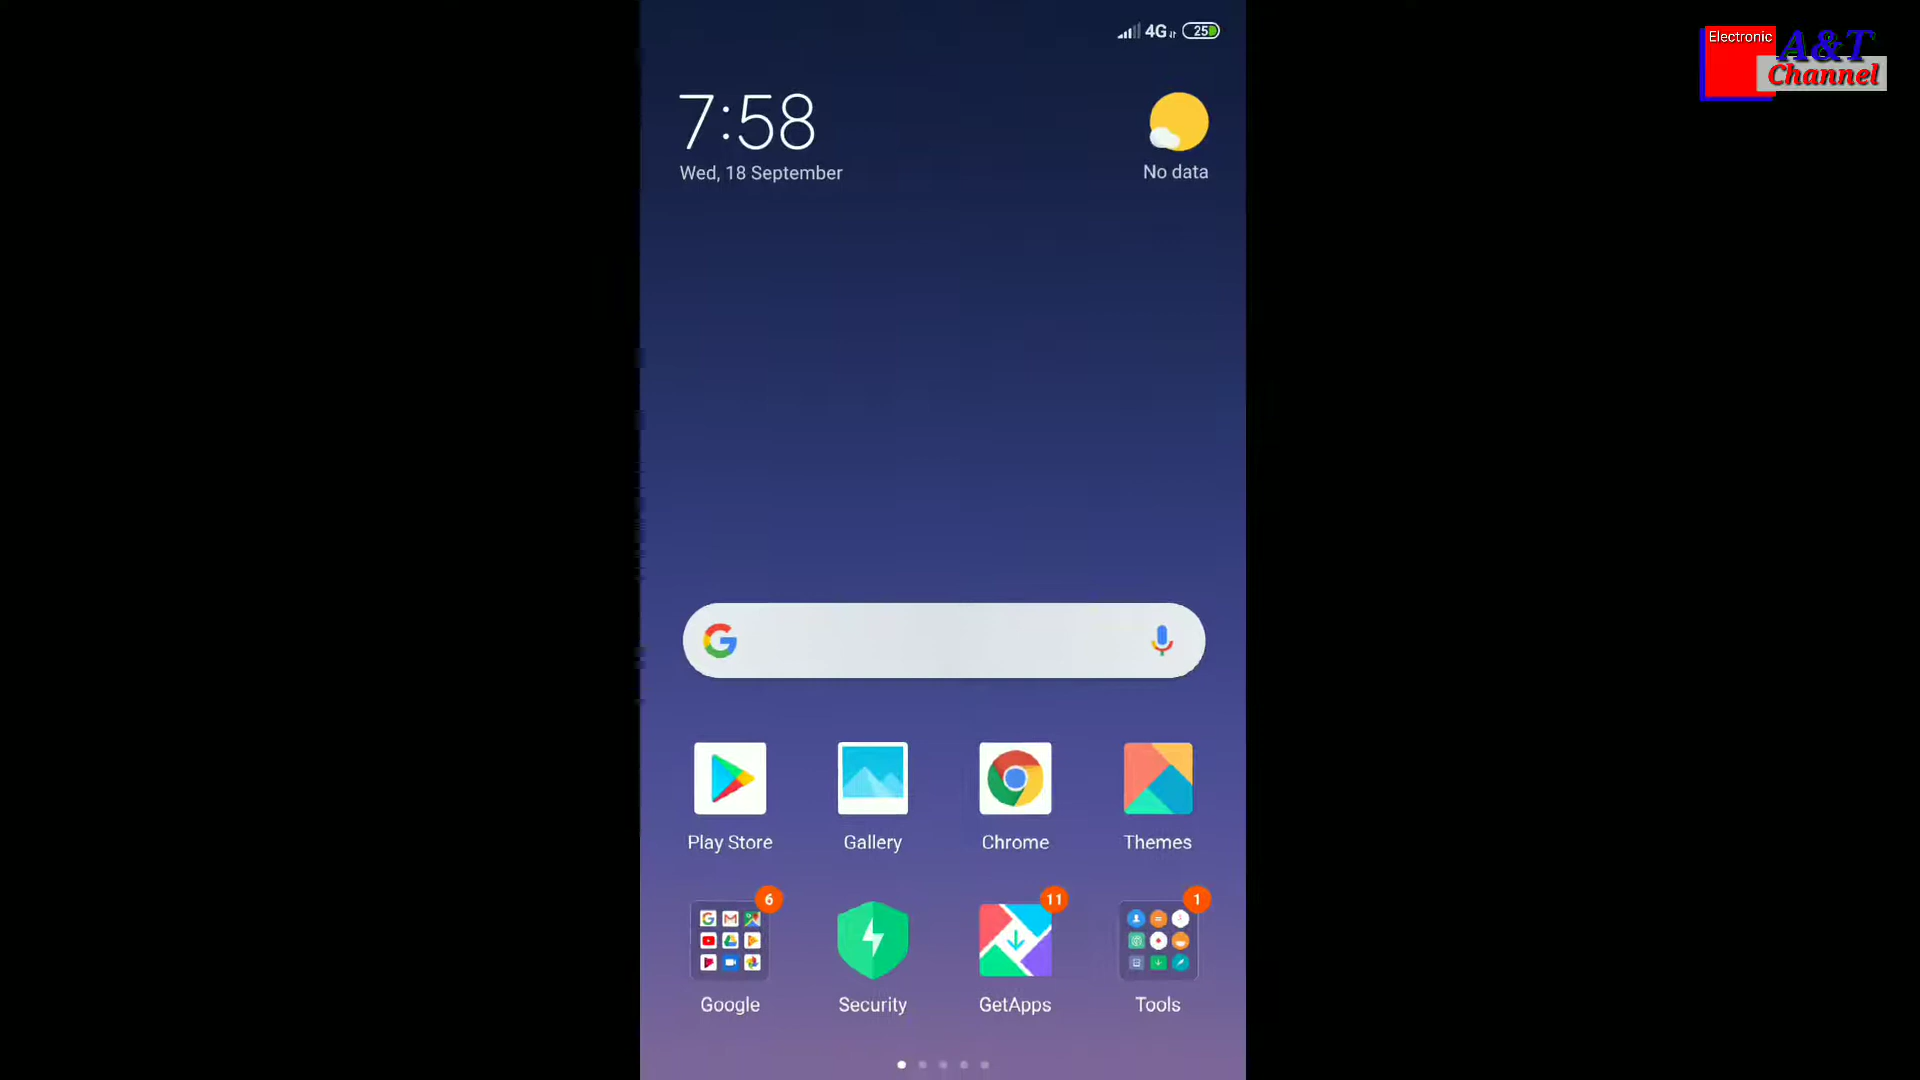 4G 25
Electronic
A&T
Channel
7:58
Wed, 18 September
No data
Play Store
Gallery
Chrome
Themes
6
11
1
Google
Security
GetApps
Tools